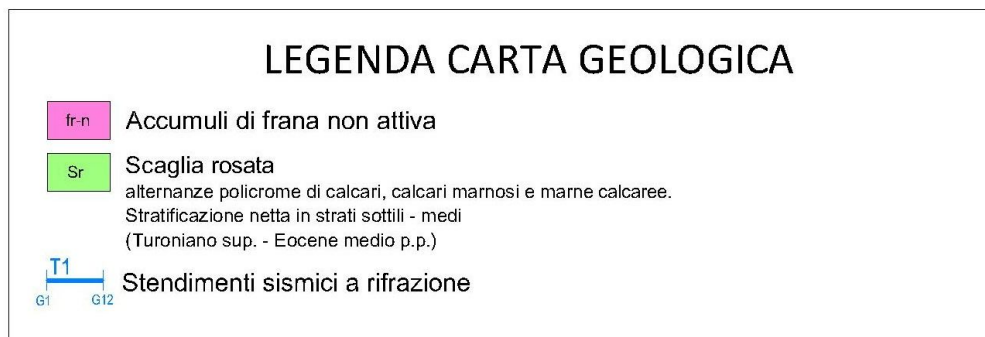 LEGENDA CARTA GEOLOGICA
fr-n Accumuli di frana non attiva
Sr Scaglia rosata
alternanze policrome di calcari, calcari marnosi e marne calcaree.
Stratificazione netta in strati sottili - medi
(Turoniano sup. - Eocene medio p.p.)
T1
Stendimenti sismici a rifrazione
G1 G12